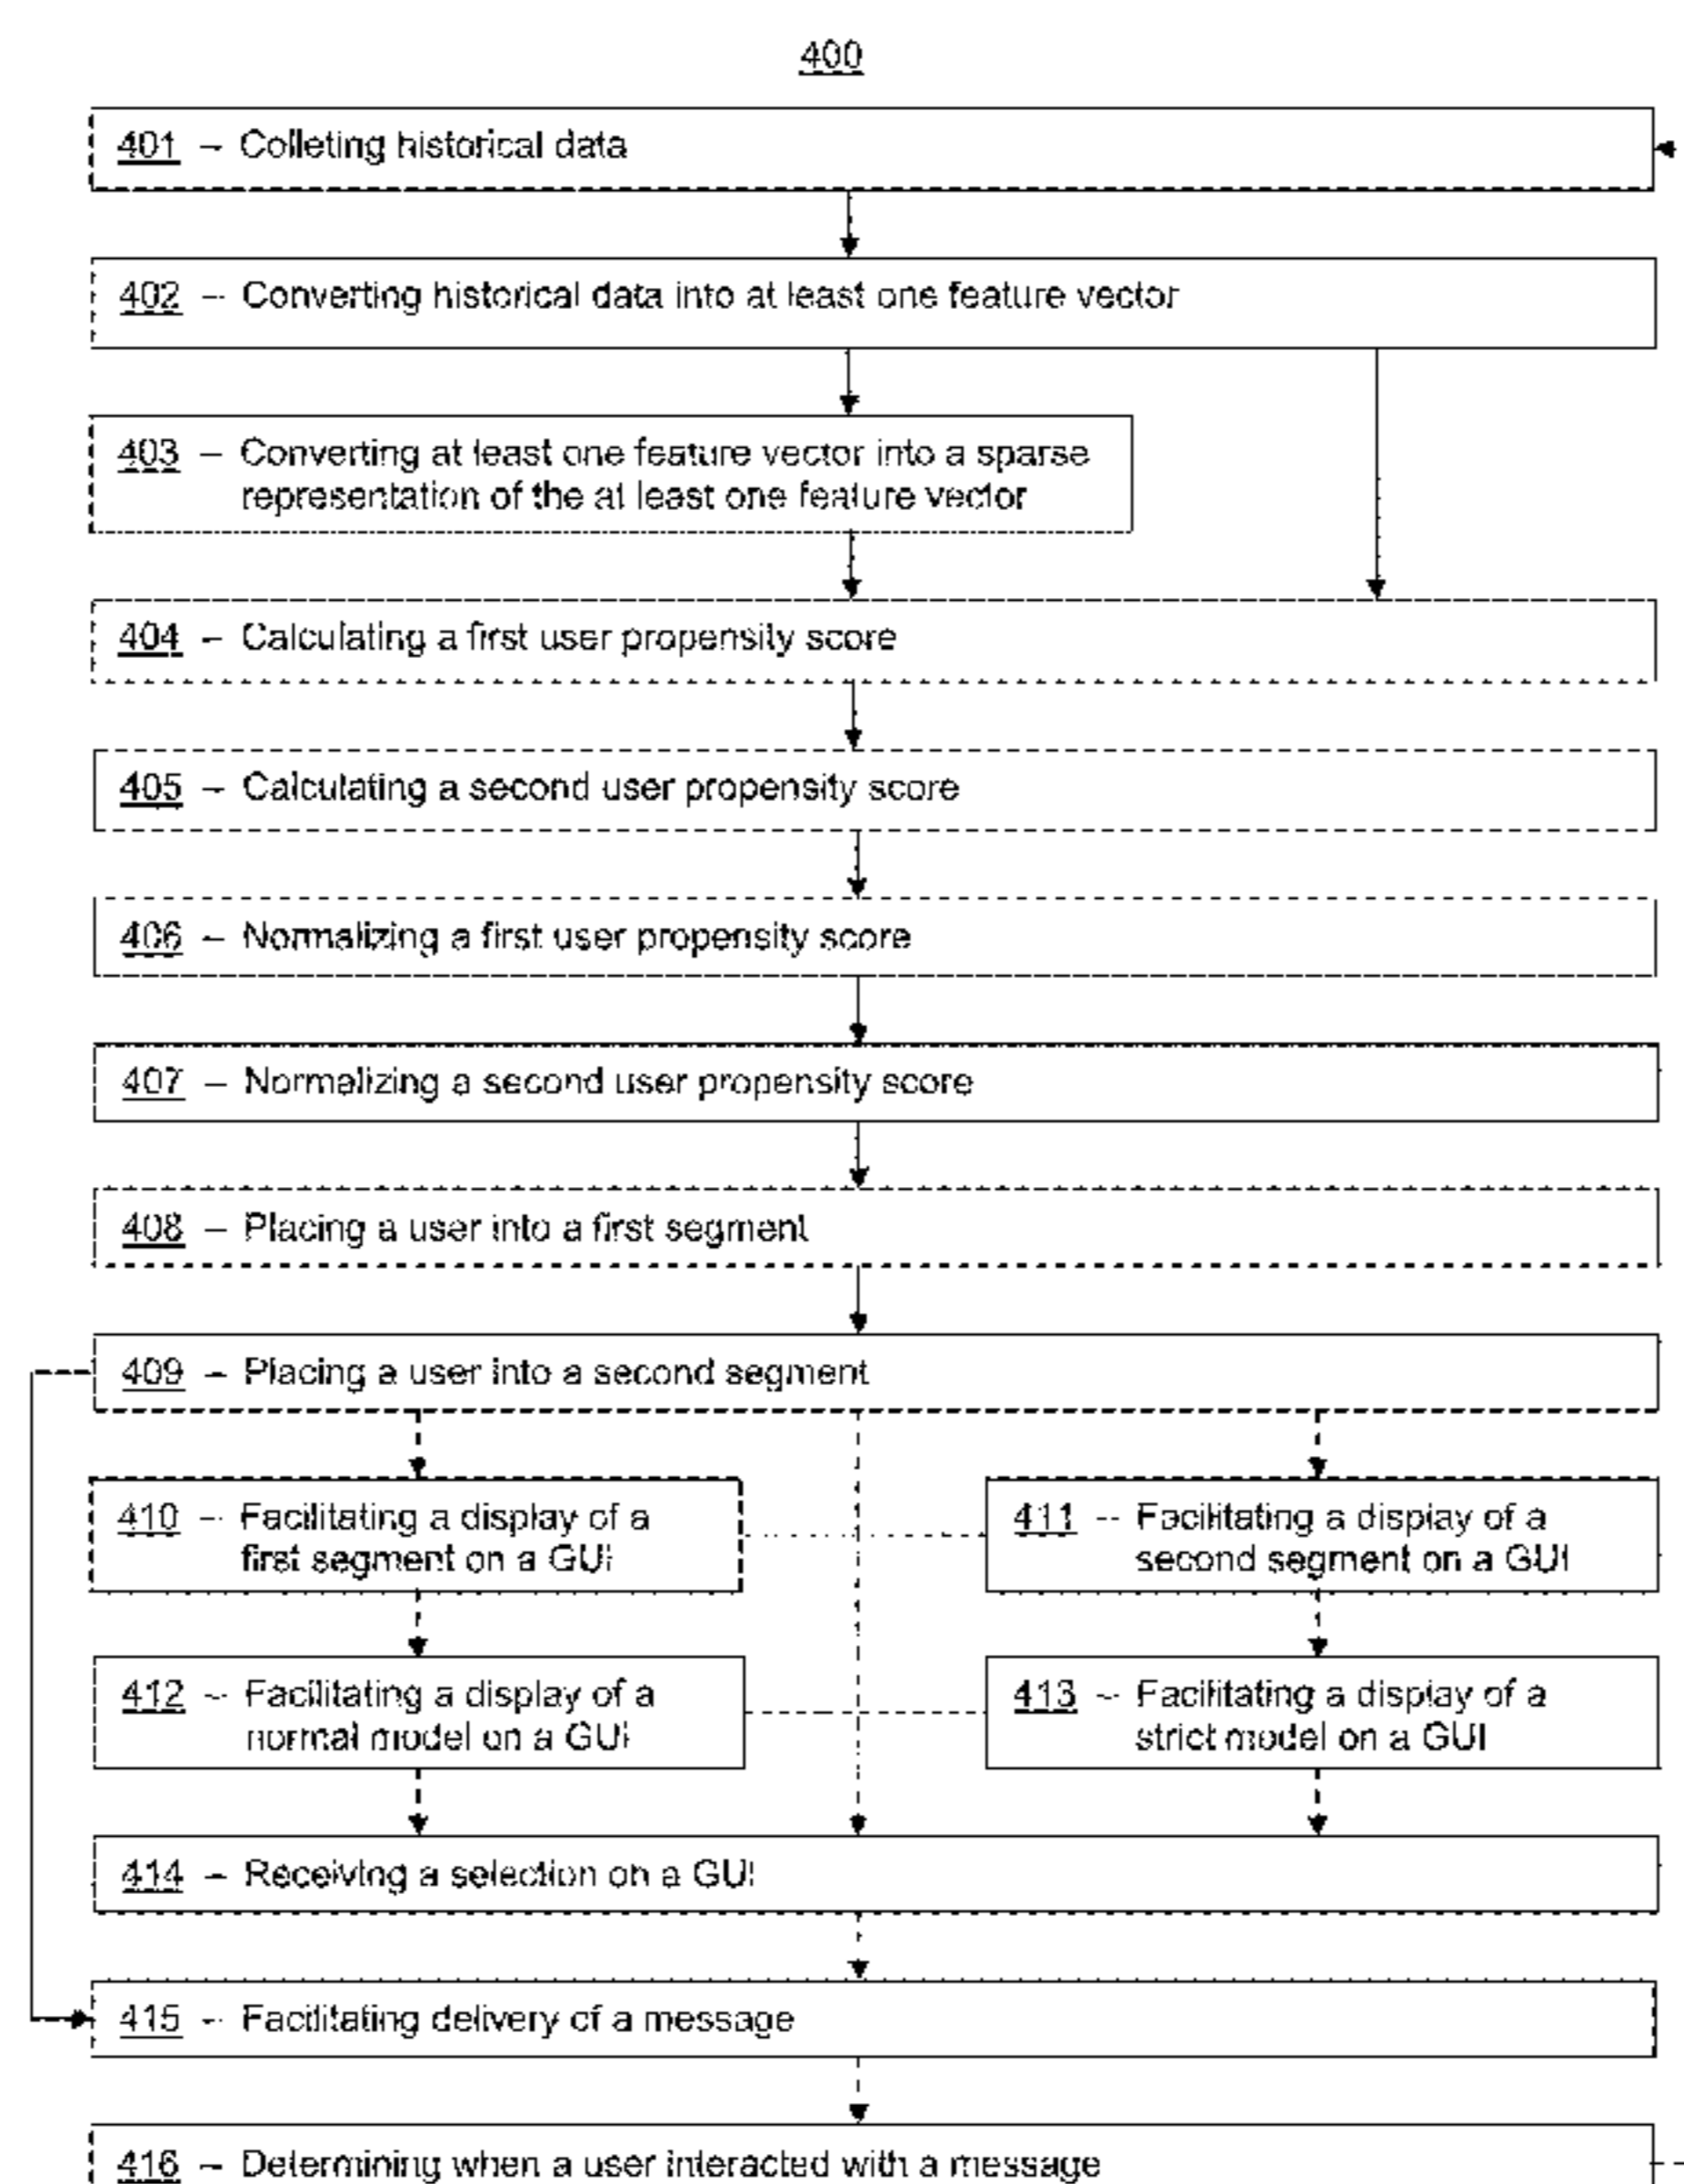 400
401 – Colleting historical data
402 – Converting historical data into at least one feature vector
403 – Converting at least one feature vector into a sparse
representation of the at least one feature vector
404 – Calculating a first user propensity score
405 – Calculating a second user propensity score
406 – Normalizing a first user propensity score
407 – Normalizing a second user propensity score
408 – Placing a user into a first segment
409 – Placing a user into a second segment
410 – Facilitating a display of a
first segment on a GUI
411 – Facilitating a display of a
second segment on a GUI
412 – Facilitating a display of a
normal model on a GUI
413 – Facilitating a display of a
strict model on a GUI
414 – Receiving a selection on a GUI
415 – Facilitating delivery of a message
416 – Determining when a user interacted with a message